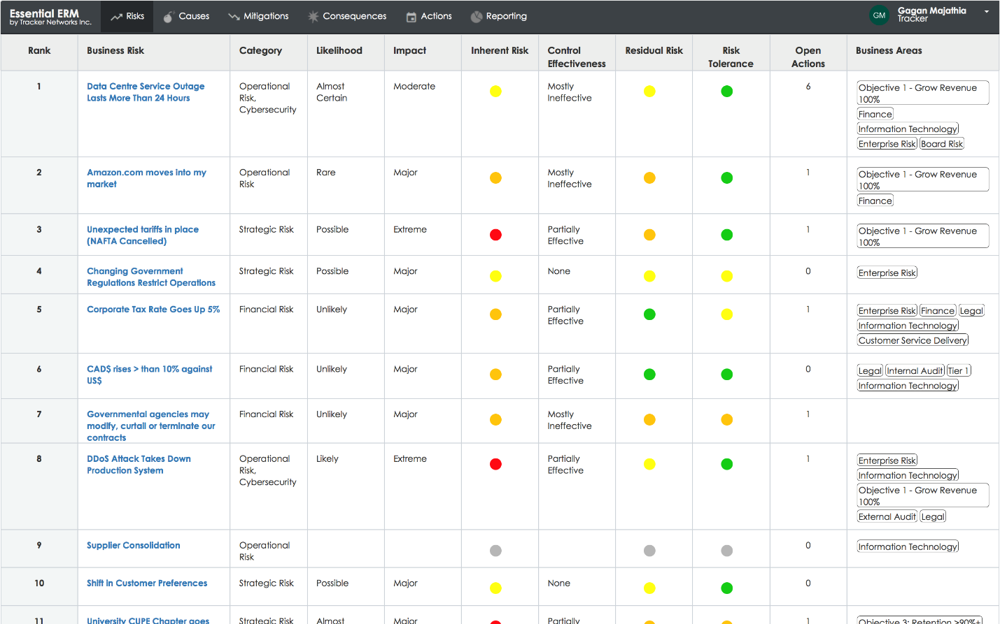 Essential ERM
by Tracker Networks Inc.
Risks
Causes
Mitigations
Consequences
Actions
Reporting
GM
Gagan Majathia
Tracker
Rank
Business Risk
Category
Likelihood
Impact
Inherent Risk
Control
Effectiveness
Residual Risk
Risk
Tolerance
Open
Actions
Business Areas
1
Data Centre Service Outage
Lasts More Than 24 Hours
Operational
Risk,
Cybersecurity
Almost
Certain
Moderate
Mostly
Ineffective
6
Objective 1 - Grow Revenue
100%
Finance
Information Technology
Enterprise Risk Board Risk
2
Amazon.com moves into my
market
Operational
Risk
Rare
Major
Mostly
Ineffective
1
Objective 1 - Grow Revenue
100%
Finance
3
Unexpected tariffs in place
(NAFTA Cancelled)
Strategic Risk
Possible
Extreme
Partially
Effective
1
Objective 1 - Grow Revenue
100%
4
Changing Government
Regulations Restrict Operations
Strategic Risk
Possible
Major
None
0
Enterprise Risk
5
Corporate Tax Rate Goes Up 5%
Financial Risk
Unlikely
Major
Partially
Effective
1
Enterprise Risk Finance Legal
Information Technology
Customer Service Delivery
6
CAD$ rises > than 10% against
US$
Financial Risk
Unlikely
Major
Partially
Effective
0
Legal Internal Audit Tier 1
Information Technology
7
Governmental agencies may
modify, curtail or terminate our
contracts
Financial Risk
Unlikely
Major
Mostly
Ineffective
1
8
DDoS Attack Takes Down
Production System
Operational
Risk,
Cybersecurity
Likely
Extreme
Partially
Effective
1
Enterprise Risk
Information Technology
Objective 1 - Grow Revenue
100%
External Audit Legal
9
Supplier Consolidation
Operational
Risk
0
Information Technology
10
Shift in Customer Preferences
Strategic Risk
Possible
Major
None
0
11
University CUPE Chapter goes
Strategic Risk
Almost
Major
Partially
1
Objective 3: Retention >90%+